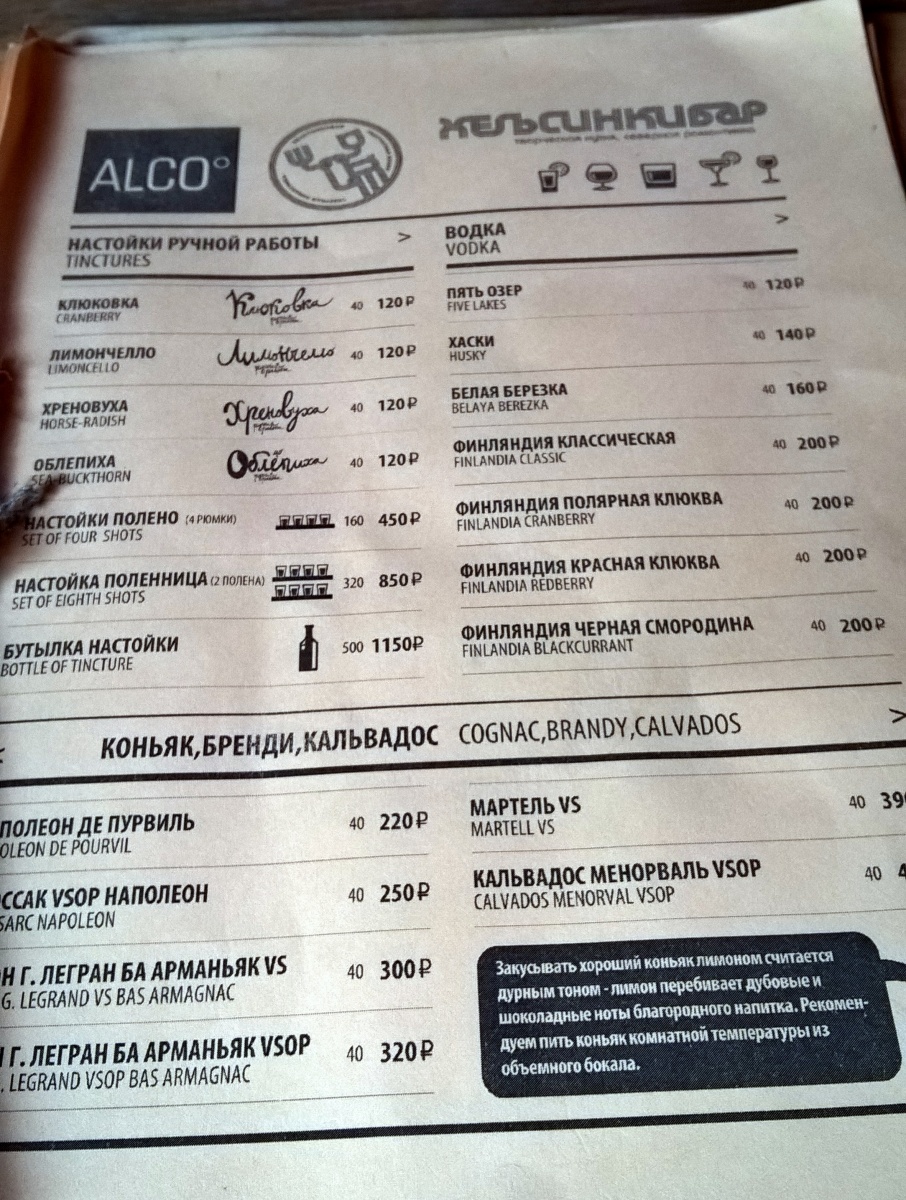 ALCO°
ХЕЛЬСИНКИБАР
НАСТОЙКИ РУЧНОЙ РАБОТЫ >
TINCTURES
КЛЮКОВКА Клюковка 40 120₽
CRANBERRY
ЛИМОНЧЕЛЛО Лимончелло 40 120₽
LIMONCELLO
ХРЕНОВУХА Хреновуха 40 120₽
HORSE-RADISH
ОБЛЕПИХА Облепиха 40 120₽
SEA-BUCKTHORN
НАСТОЙКИ ПОЛЕНО (4 РЮМКИ) 160 450₽
SET OF FOUR SHOTS
НАСТОЙКА ПОЛЕННИЦА (2 ПОЛЕНА) 320 850₽
SET OF EIGHTH SHOTS
БУТЫЛКА НАСТОЙКИ 500 1150₽
BOTTLE OF TINCTURE
ВОДКА >
VODKA
ПЯТЬ ОЗЕР 40 120₽
FIVE LAKES
ХАСКИ 40 140₽
HUSKY
БЕЛАЯ БЕРЕЗКА 40 160₽
BELAYA BEREZKA
ФИНЛЯНДИЯ КЛАССИЧЕСКАЯ 40 200₽
FINLANDIA CLASSIC
ФИНЛЯНДИЯ ПОЛЯРНАЯ КЛЮКВА 40 200₽
FINLANDIA CRANBERRY
ФИНЛЯНДИЯ КРАСНАЯ КЛЮКВА 40 200₽
FINLANDIA REDBERRY
ФИНЛЯНДИЯ ЧЕРНАЯ СМОРОДИНА 40 200₽
FINLANDIA BLACKCURRANT
< КОНЬЯК,БРЕНДИ,КАЛЬВАДОС COGNAC,BRANDY,CALVADOS >
ПОЛЕОН ДЕ ПУРВИЛЬ 40 220₽
OLEON DE POURVIL
ССАК VSOP НАПОЛЕОН 40 250₽
SARC NAPOLEON
Н Г. ЛЕГРАН БА АРМАНЬЯК VS 40 300₽
G. LEGRAND VS BAS ARMAGNAC
Г. ЛЕГРАН БА АРМАНЬЯК VSOP 40 320₽
. LEGRAND VSOP BAS ARMAGNAC
МАРТЕЛЬ VS 40 39
MARTELL VS
КАЛЬВАДОС МЕНОРВАЛЬ VSOP 40
CALVADOS MENORVAL VSOP
Закусывать хороший коньяк лимоном считается
дурным тоном - лимон перебивает дубовые и
шоколадные ноты благородного напитка. Рекомен-
дуем пить коньяк комнатной температуры из
объемного бокала.